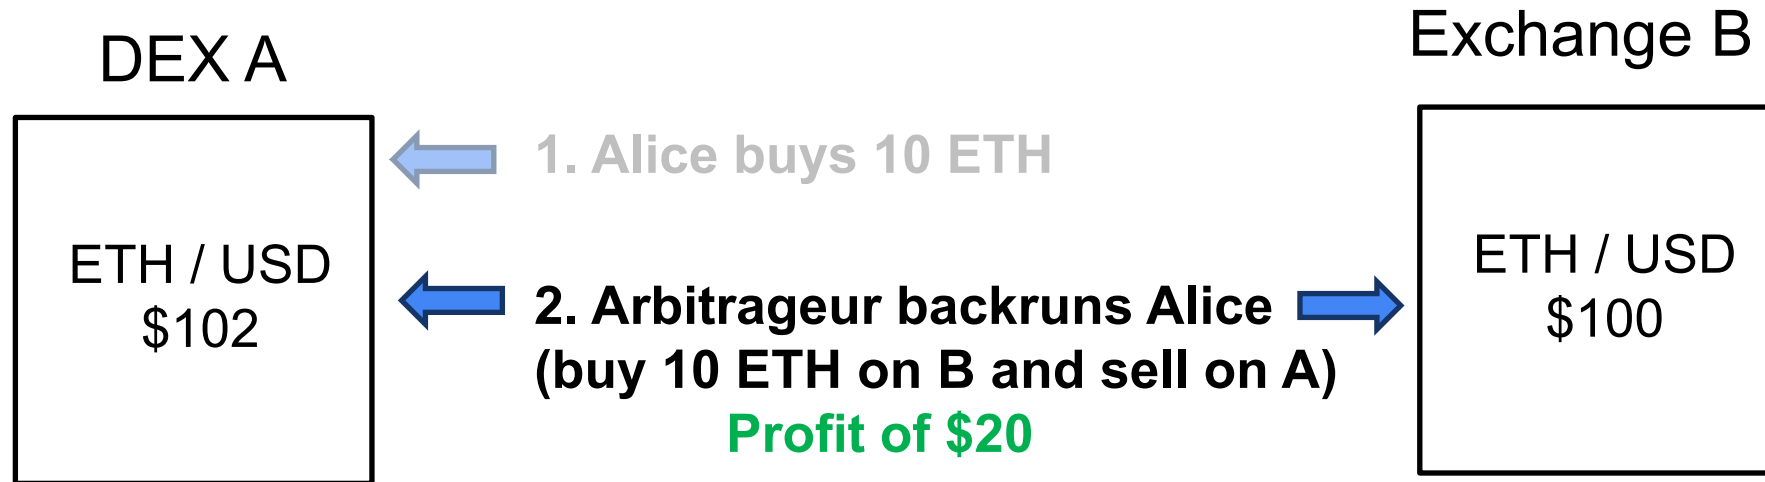 DEX A
Exchange B
1. Alice buys 10 ETH
ETH / USD
$102
2. Arbitrageur backruns Alice
(buy 10 ETH on B and sell on A)
Profit of $20
ETH / USD
$100